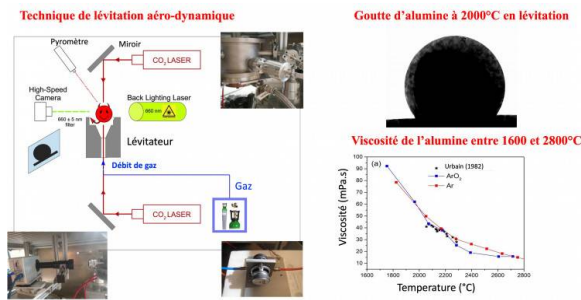 Technique de lévitation aéro-dynamique
Pyromètre
Miroir
CO2 LASER
High-Speed
Camera
660 ± 5 nm
filter
Back Lighting Laser
660 nm
Lévitateur
Débit de gaz
Gaz
CO2 LASER
Goutte d’alumine à 2000°C en lévitation
Viscosité de l’alumine entre 1600 et 2800°C
(a)
Urbain (1982)
ArO2
Ar
Viscosité (mPa.s)
100
90
80
70
60
50
40
30
20
10
0
1600 1800 2000 2200 2400 2600 2800
Temperature (°C)